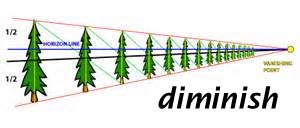 1/2
HORIZON LINE
1/2
VANISHING
POINT
diminish